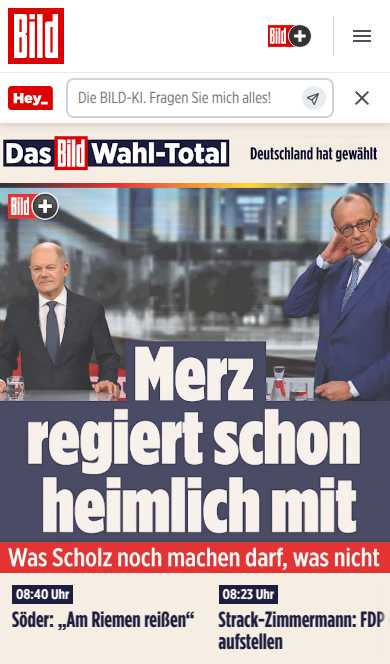 Bild
Bild
Hey_
Die BILD-KI. Fragen Sie mich alles!
Das Bild Wahl-Total
Deutschland hat gewählt
Bild
Merz
regiert schon
heimlich mit
Was Scholz noch machen darf, was nicht
08:40 Uhr
Söder: „Am Riemen reißen“
08:23 Uhr
Strack-Zimmermann: FDP
aufstellen